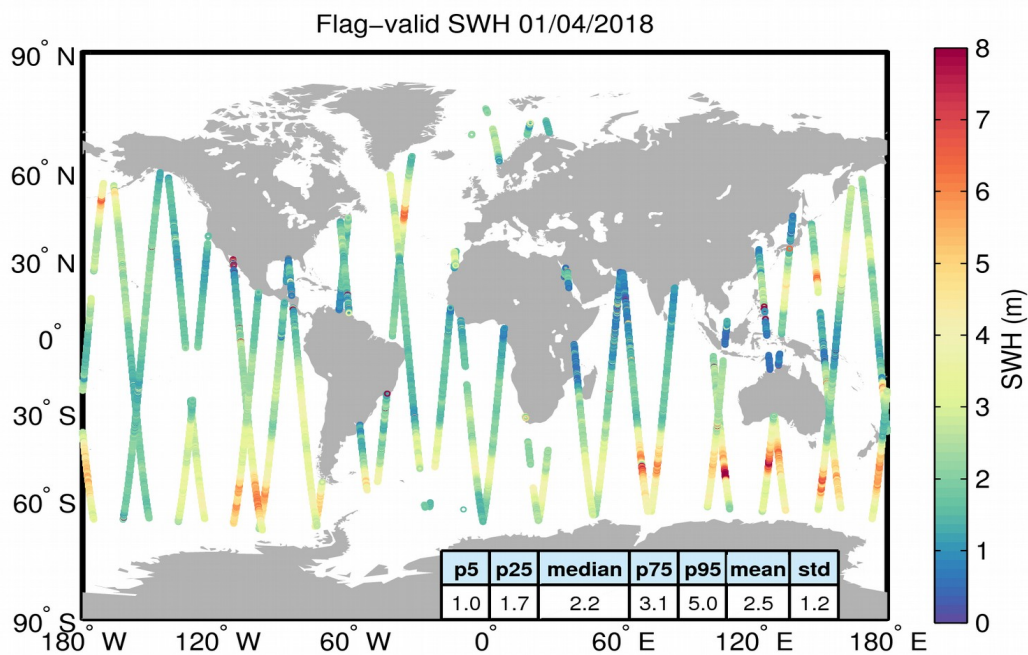 Flag−valid SWH 01/04/2018
90° N
60° N
30° N
0°
30° S
60° S
90° S
180° W
120° W
60° W
0°
60° E
120° E
180° E
p5 p25 median p75 p95 mean std
1.0 1.7 2.2 3.1 5.0 2.5 1.2
8
7
6
5
4
3
2
1
0
SWH (m)